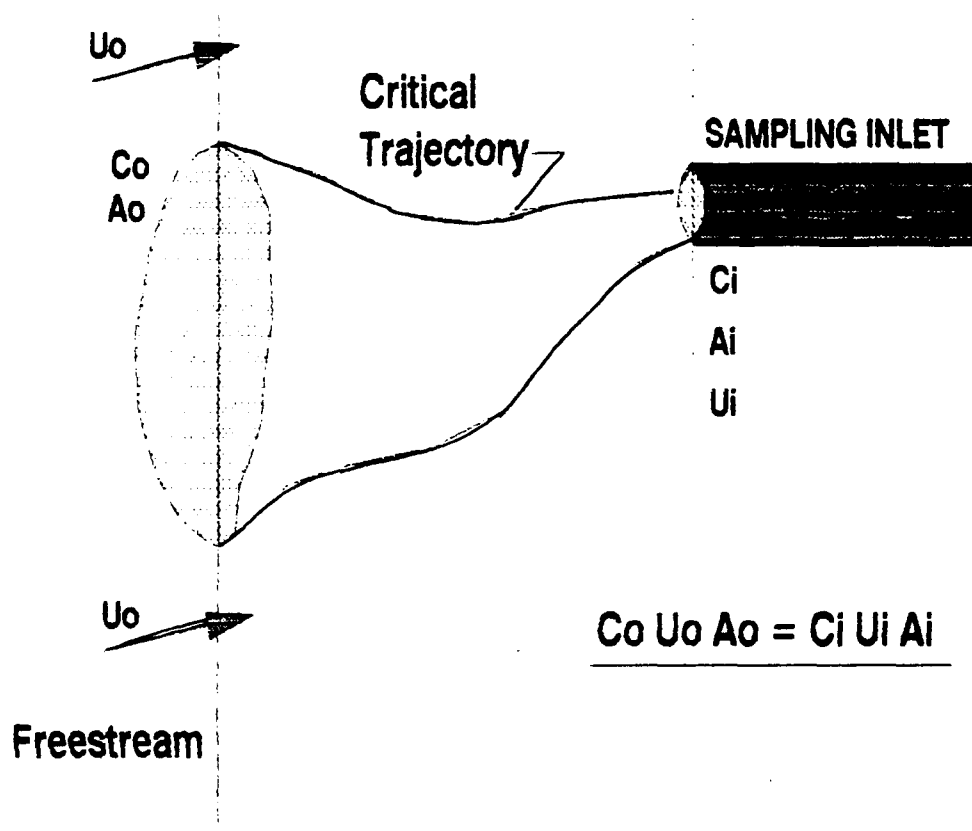 Uo
Critical
Trajectory
SAMPLING INLET
Co
Ao
Ci
Ai
Ui
Uo
Co Uo Ao = Ci Ui Ai
Freestream